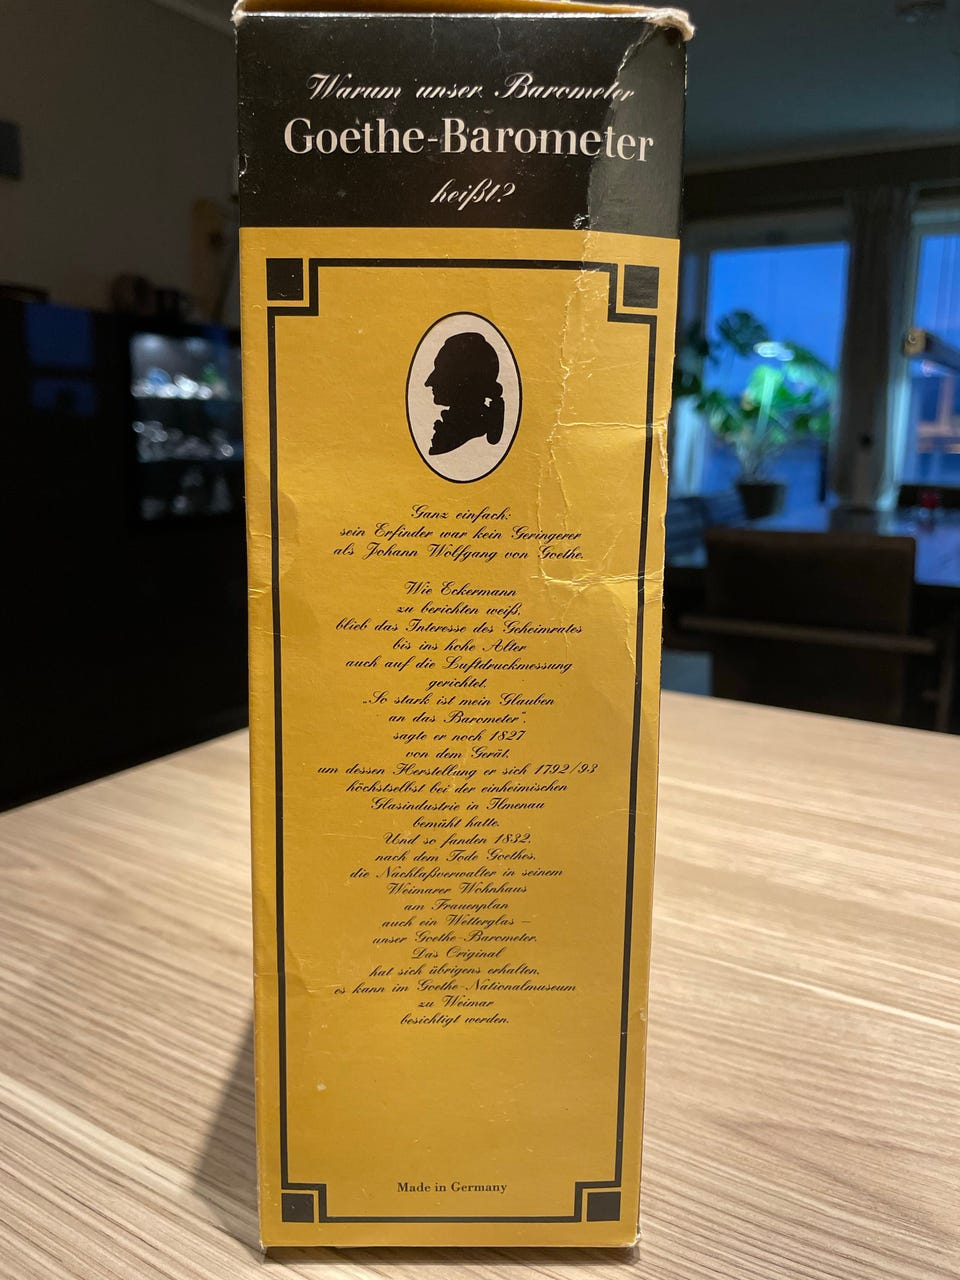 Warum unser Barometer
Goethe-Barometer
heißt?
Ganz einfach:
sein Erfinder war kein Geringerer
als Johann Wolfgang von Goethe.
Wie Eckermann
zu berichten weiß,
blieb das Interesse des Geheimrates
bis ins hohe Alter
auch auf die Luftdruckmessung
gerichtet.
„So stark ist mein Glauben
an das Barometer“,
sagte er noch 1827
von dem Gerät,
um dessen Herstellung er sich 1792/93
höchstselbst bei der einheimischen
Glasindustrie in Ilmenau
bemüht hatte.
Und so fanden 1832,
nach dem Tode Goethes,
die Nachlaßverwalter in seinem
Weimarer Wohnhaus
am Frauenplan
auch ein Wetterglas –
unser Goethe-Barometer.
Das Original
hat sich übrigens erhalten,
es kann im Goethe-Nationalmuseum
zu Weimar
besichtigt werden.
Made in Germany